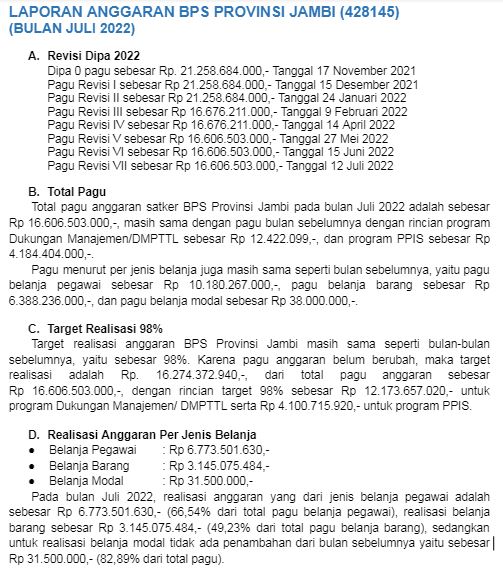 LAPORAN ANGGARAN BPS PROVINSI JAMBI (428145)
(BULAN JULI 2022)
A. Revisi Dipa 2022
Dipa 0 pagu sebesar Rp. 21.258.684.000,- Tanggal 17 November 2021
Pagu Revisi I sebesar Rp 21.258.684.000,- Tanggal 15 Desember 2021
Pagu Revisi II sebesar Rp 21.258.684.000,- Tanggal 24 Januari 2022
Pagu Revisi III sebesar Rp 16.676.211.000,- Tanggal 9 Februari 2022
Pagu Revisi IV sebesar Rp 16.676.211.000,- Tanggal 14 April 2022
Pagu Revisi V sebesar Rp 16.606.503.000,- Tanggal 27 Mei 2022
Pagu Revisi VI sebesar Rp 16.606.503.000,- Tanggal 15 Juni 2022
Pagu Revisi VII sebesar Rp 16.606.503.000,- Tanggal 12 Juli 2022
B. Total Pagu
Total pagu anggaran satker BPS Provinsi Jambi pada bulan Juli 2022 adalah sebesar
Rp 16.606.503.000,-, masih sama dengan pagu bulan sebelumnya dengan rincian program
Dukungan Manajemen/DMPTTL sebesar Rp 12.422.099,-, dan program PPIS sebesar Rp
4.184.404.000,-.
Pagu menurut per jenis belanja juga masih sama seperti bulan sebelumnya, yaitu pagu
belanja pegawai sebesar Rp 10.180.267.000,-, pagu belanja barang sebesar Rp
6.388.236.000,-, dan pagu belanja modal sebesar Rp 38.000.000,-.
C. Target Realisasi 98%
Target realisasi anggaran BPS Provinsi Jambi masih sama seperti bulan-bulan
sebelumnya, yaitu sebesar 98%. Karena pagu anggaran belum berubah, maka target
realisasi adalah Rp. 16.274.372.940,-, dari total pagu anggaran sebesar
Rp 16.606.503.000,-, dengan rincian target 98% sebesar Rp 12.173.657.020,- untuk
program Dukungan Manajemen/ DMPTTL serta Rp 4.100.715.920,- untuk program PPIS.
D. Realisasi Anggaran Per Jenis Belanja
● Belanja Pegawai : Rp 6.773.501.630,-
● Belanja Barang : Rp 3.145.075.484,-
● Belanja Modal : Rp 31.500.000,-
Pada bulan Juli 2022, realisasi anggaran yang dari jenis belanja pegawai adalah
sebesar Rp 6.773.501.630,- (66,54% dari total pagu belanja pegawai), realisasi belanja
barang sebesar Rp 3.145.075.484,- (49,23% dari total pagu belanja barang), sedangkan
untuk realisasi belanja modal tidak ada penambahan dari bulan sebelumnya yaitu sebesar
Rp 31.500.000,- (82,89% dari total pagu).